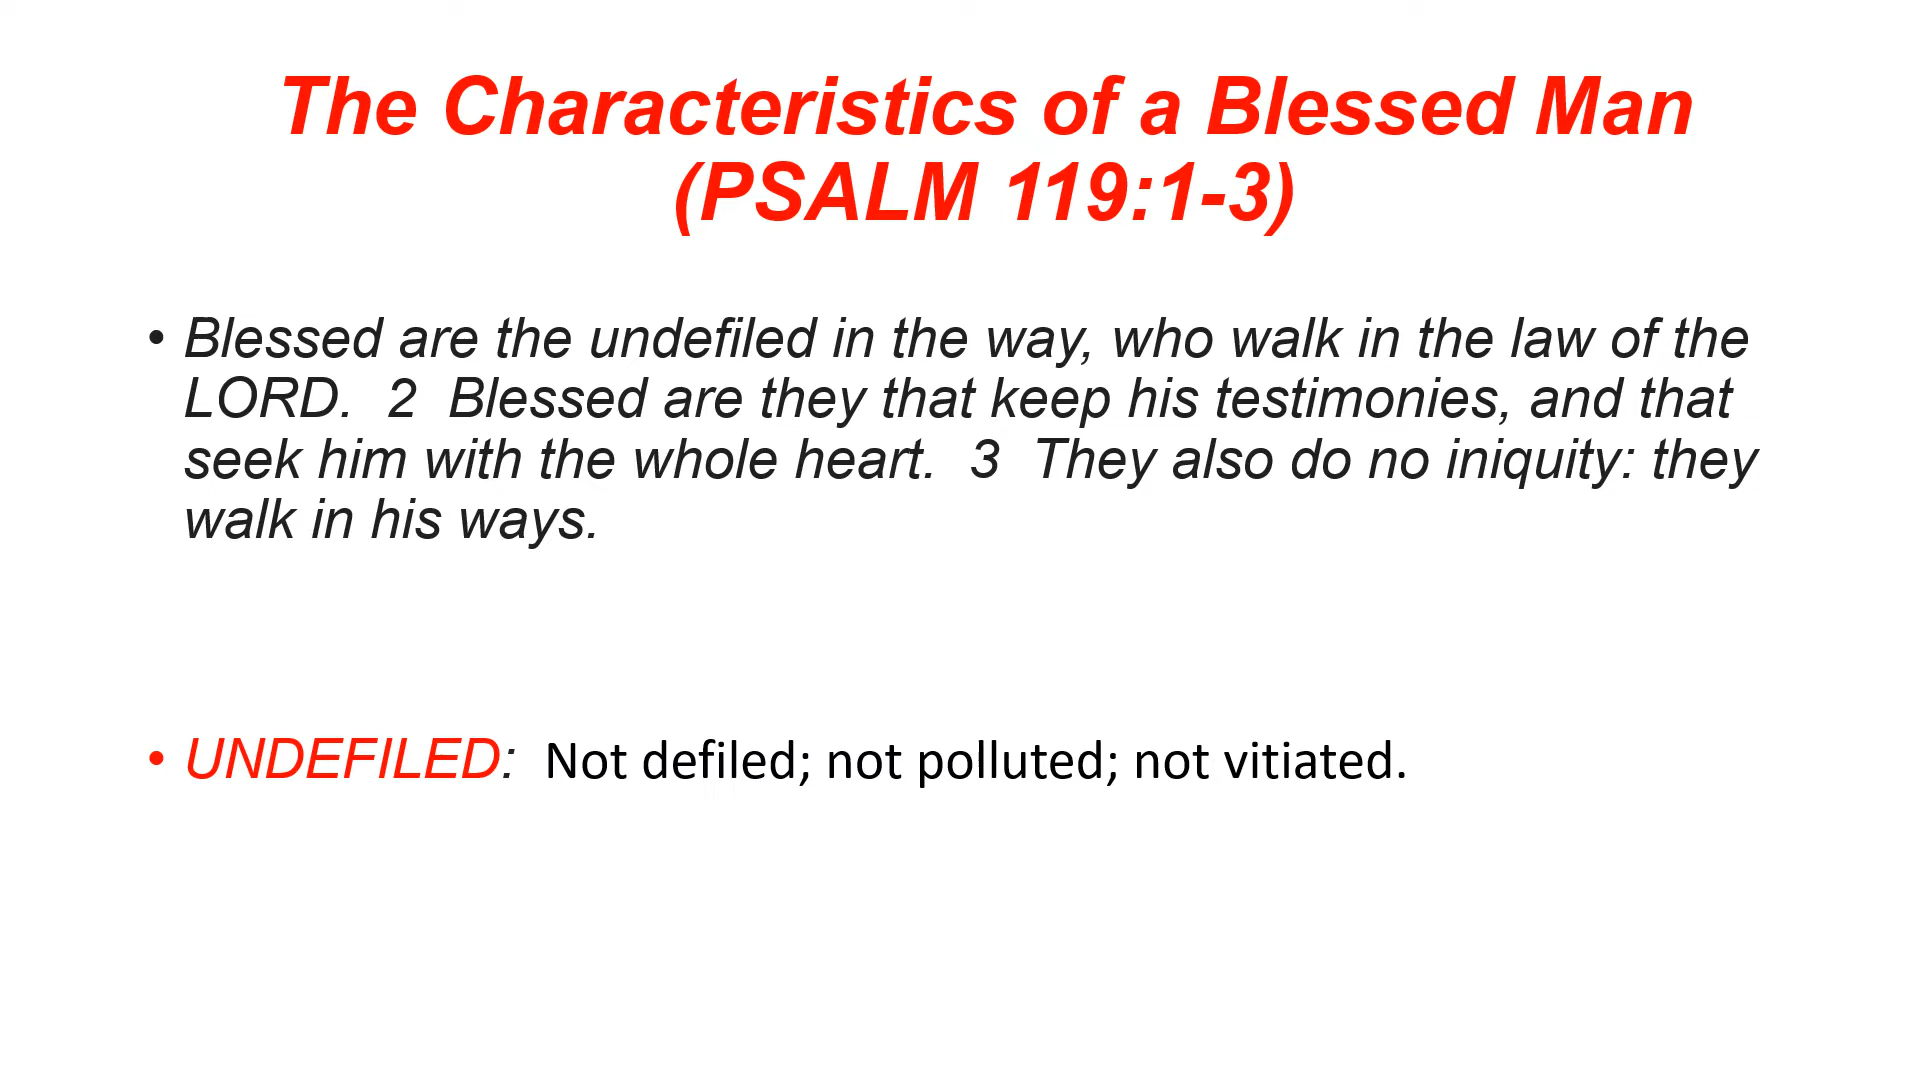 The Characteristics of a Blessed Man
(PSALM 119:1-3)
• Blessed are the undefiled in the way, who walk in the law of the
LORD.  2  Blessed are they that keep his testimonies, and that
seek him with the whole heart.  3  They also do no iniquity: they
walk in his ways.
• UNDEFILED:  Not defiled; not polluted; not vitiated.